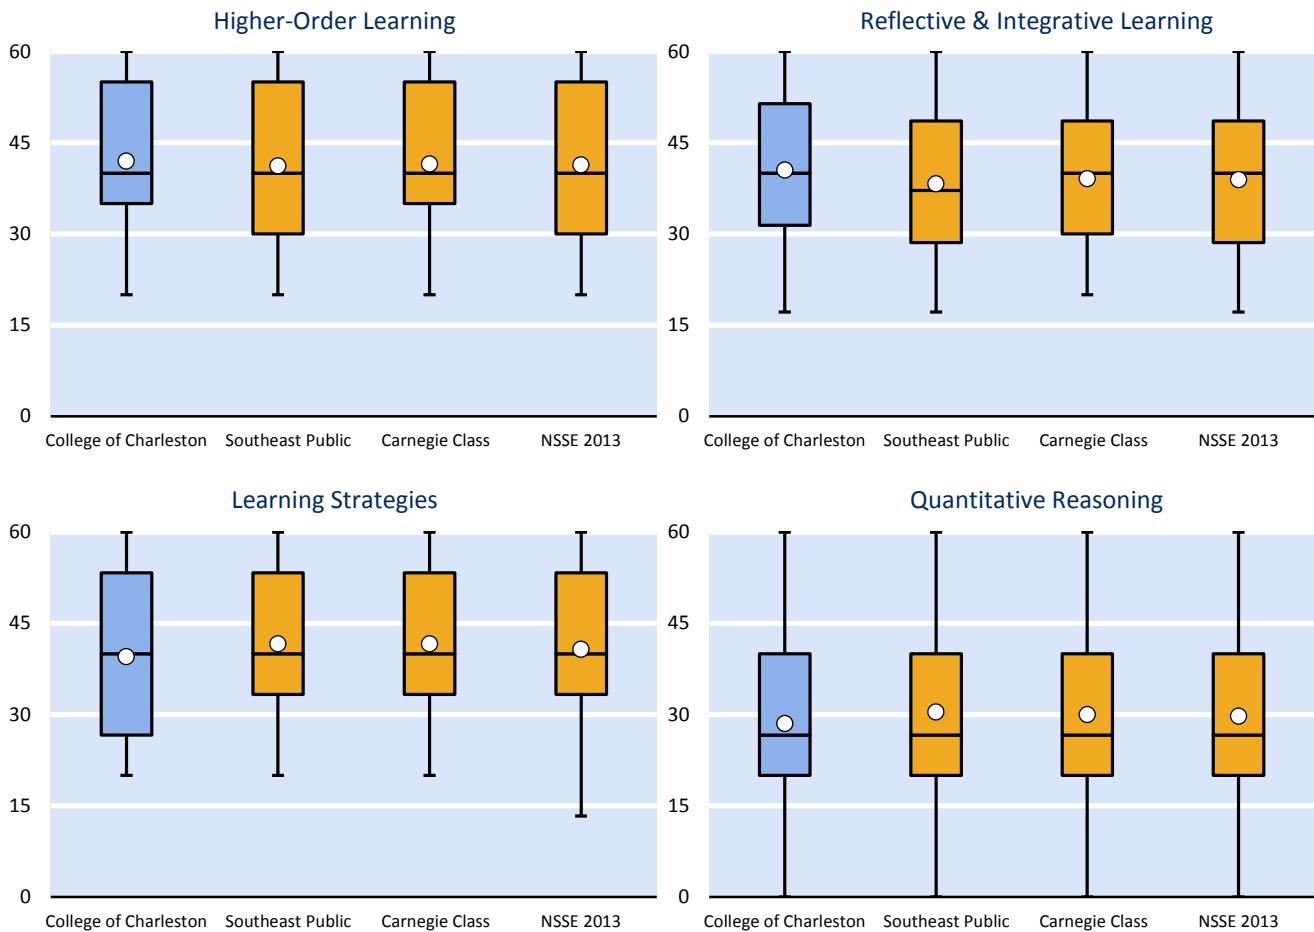 Higher-Order Learning
60
45
30
15
0
College of Charleston Southeast Public Carnegie Class NSSE 2013
Reflective & Integrative Learning
60
45
30
15
0
College of Charleston Southeast Public Carnegie Class NSSE 2013
Learning Strategies
60
45
30
15
0
College of Charleston Southeast Public Carnegie Class NSSE 2013
Quantitative Reasoning
60
45
30
15
0
College of Charleston Southeast Public Carnegie Class NSSE 2013